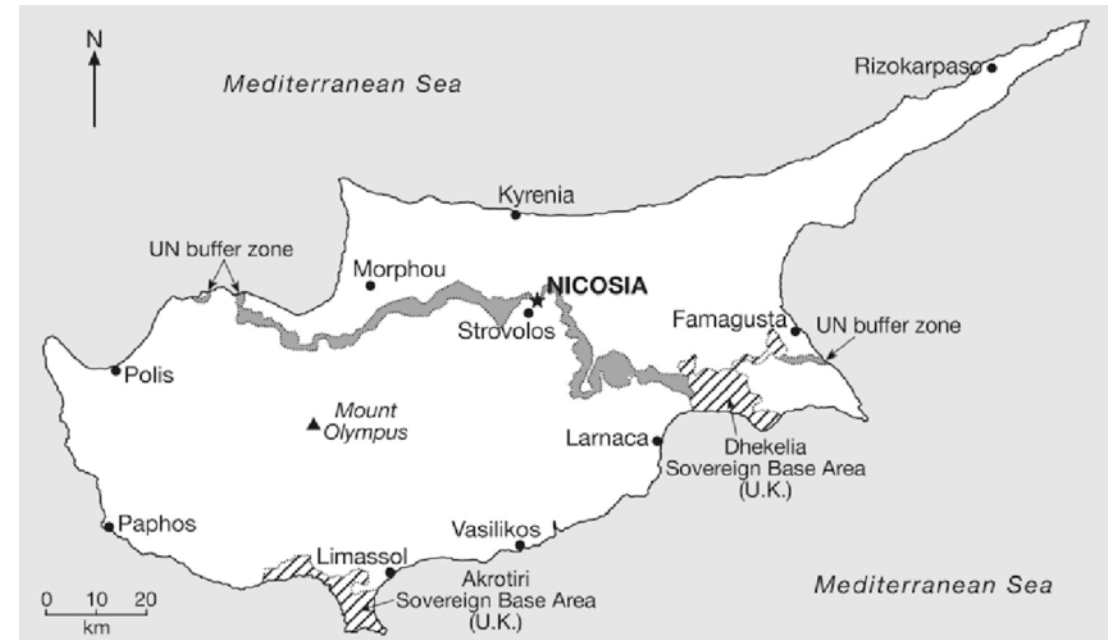 N
Mediterranean Sea
Rizokarpaso
Kyrenia
UN buffer zone
Morphou
NICOSIA
Strovolos
Famagusta
UN buffer zone
Polis
Mount
Olympus
Larnaca
Dhekelia
Sovereign Base Area
(U.K.)
Paphos
Vasilikos
Limassol
Akrotiri
Sovereign Base Area
(U.K.)
Mediterranean Sea
0 10 20
km